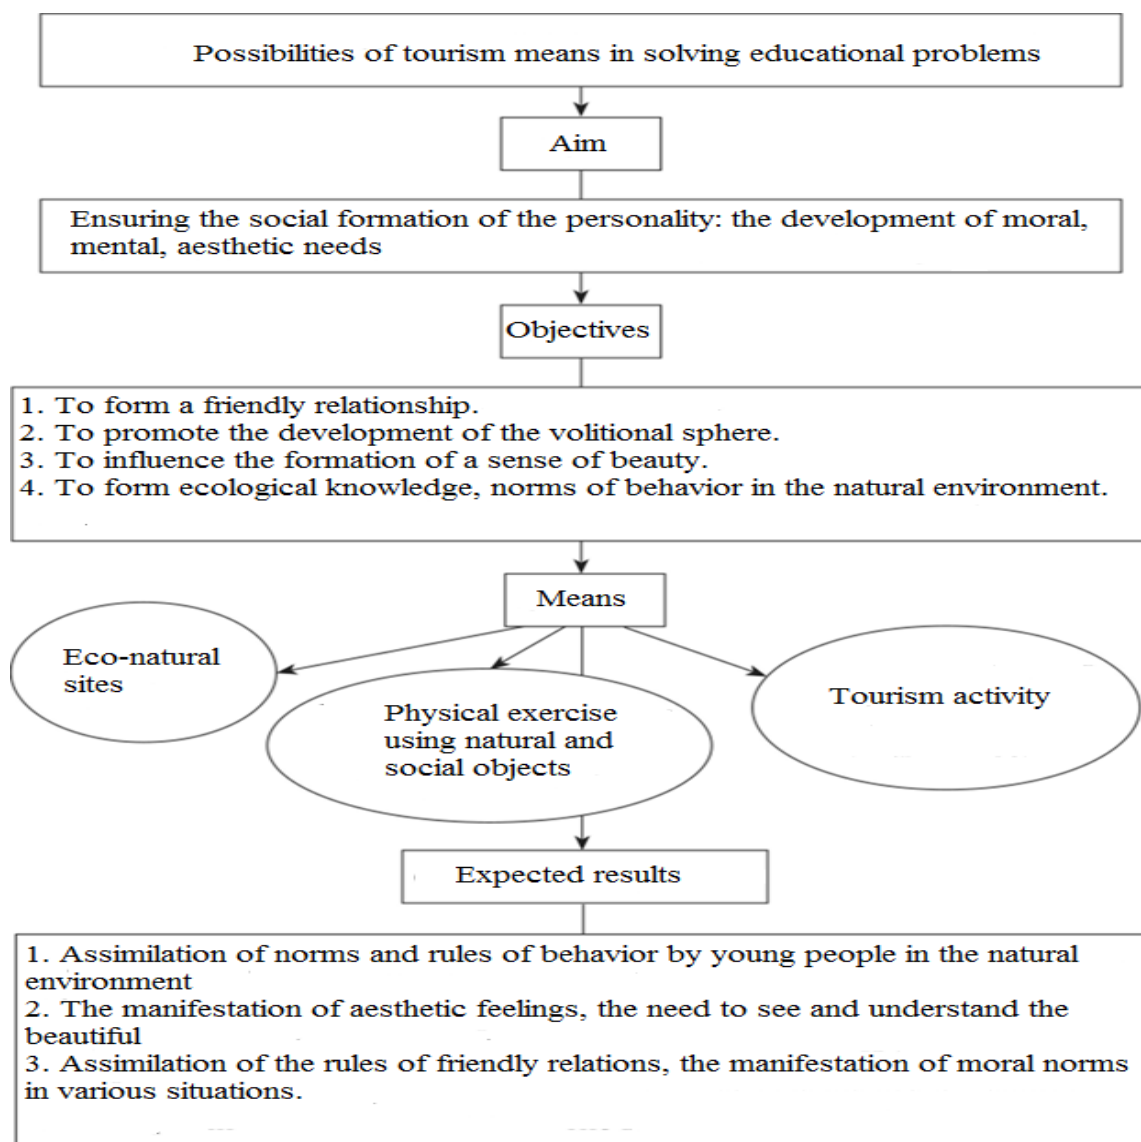 Possibilities of tourism means in solving educational problems
Aim
Ensuring the social formation of the personality: the development of moral,
mental, aesthetic needs
Objectives
1. To form a friendly relationship.
2. To promote the development of the volitional sphere.
3. To influence the formation of a sense of beauty.
4. To form ecological knowledge, norms of behavior in the natural environment.
Means
Eco-natural
sites
Physical exercise
using natural and
social objects
Tourism activity
Expected results
1. Assimilation of norms and rules of behavior by young people in the natural
environment
2. The manifestation of aesthetic feelings, the need to see and understand the
beautiful
3. Assimilation of the rules of friendly relations, the manifestation of moral norms
in various situations.